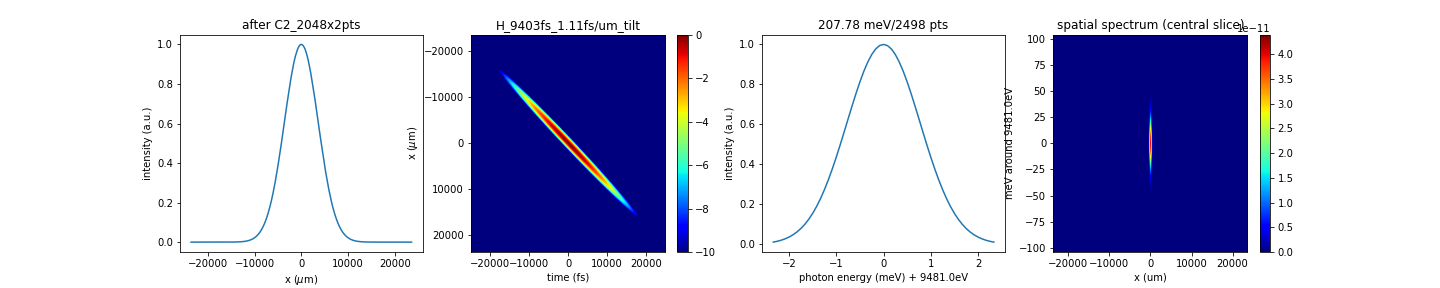 after C2_2048x2pts
1.0
0.8
0.6
0.4
0.2
0.0
intensity (a.u.)
−20000 −10000 0 10000 20000
x (μm)
H_9403fs_1.11fs/um_tilt
−20000
−10000
0
10000
20000
x (μm)
−20000 −10000 0 10000 20000
time (fs)
0
−2
−4
−6
−8
−10
207.78 meV/2498 pts
1.0
0.8
0.6
0.4
0.2
0.0
intensity (a.u.)
−2 −1 0 1 2
photon energy (meV) + 9481.0eV
spatial spectrum (central slice)
100
75
50
25
0
−25
−50
−75
−100
meV around 9481.0eV
−20000 −10000 0 10000 20000
x (um)
1e−11
4.0
3.5
3.0
2.5
2.0
1.5
1.0
0.5
0.0